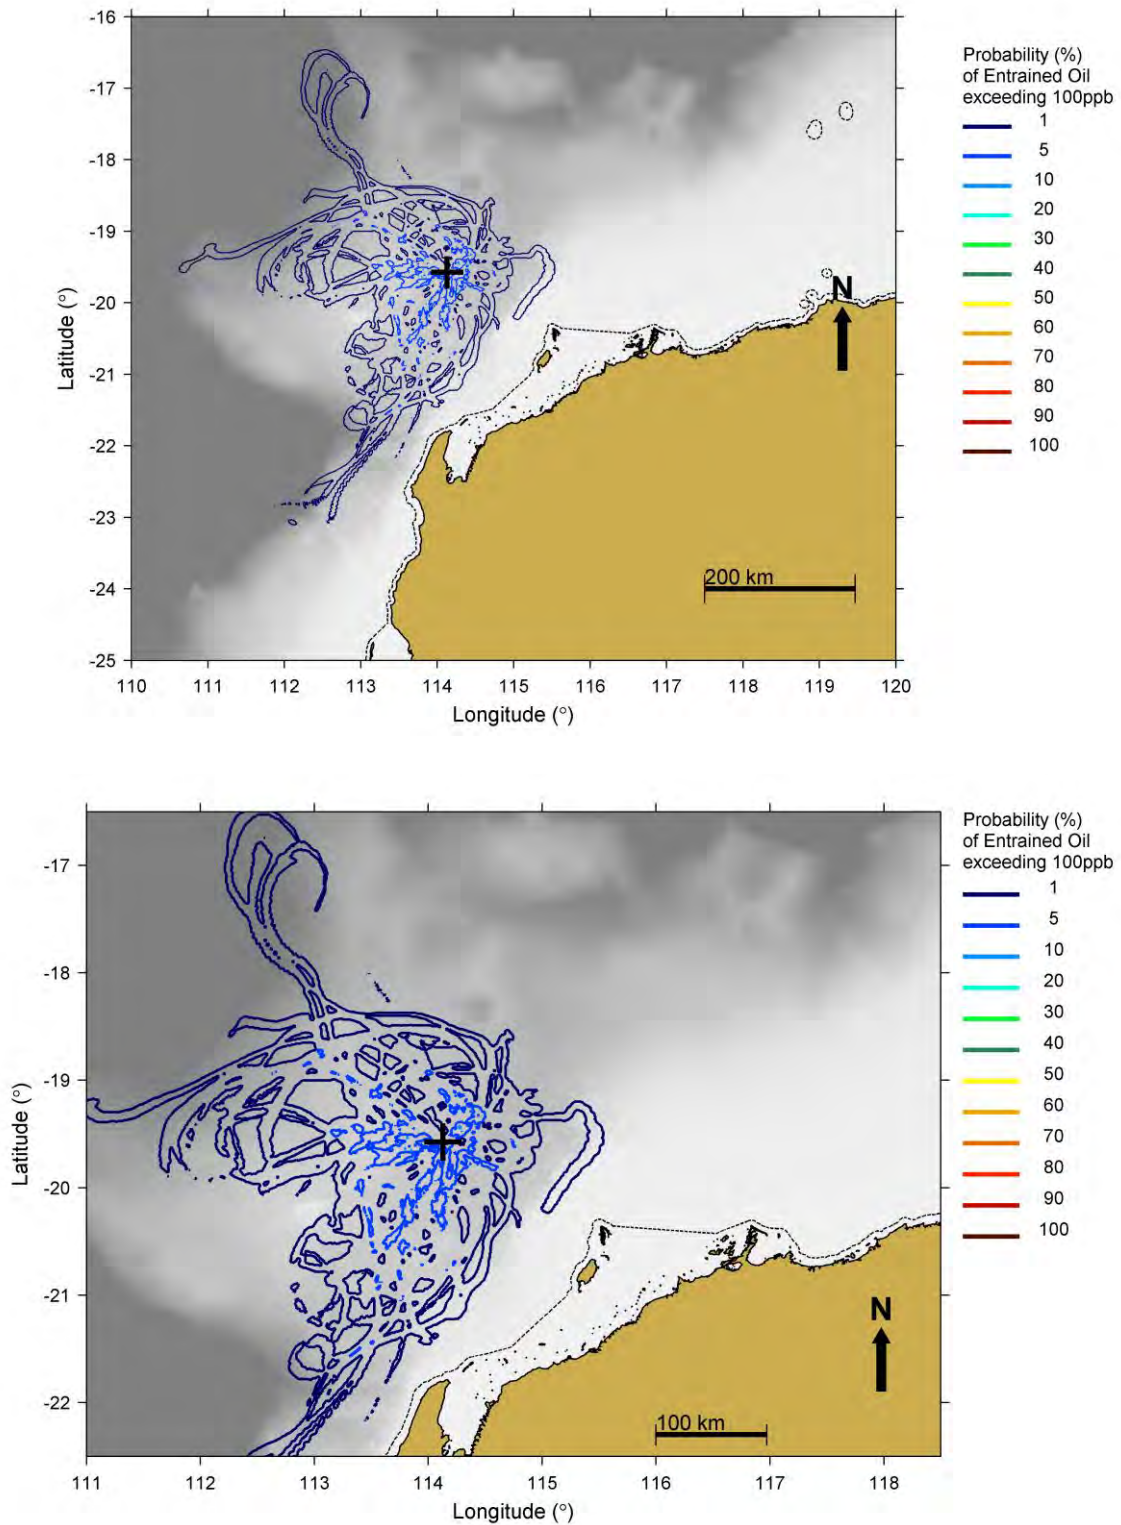 -16
-17
-18
-19
-20
-21
-22
-23
-24
-25
Latitude (°)
110 111 112 113 114 115 116 117 118 119 120
Longitude (°)
N
200 km
Probability (%)
of Entrained Oil
exceeding 100ppb
1
5
10
20
30
40
50
60
70
80
90
100
-17
-18
-19
-20
-21
-22
Latitude (°)
111 112 113 114 115 116 117 118
Longitude (°)
N
100 km
Probability (%)
of Entrained Oil
exceeding 100ppb
1
5
10
20
30
40
50
60
70
80
90
100